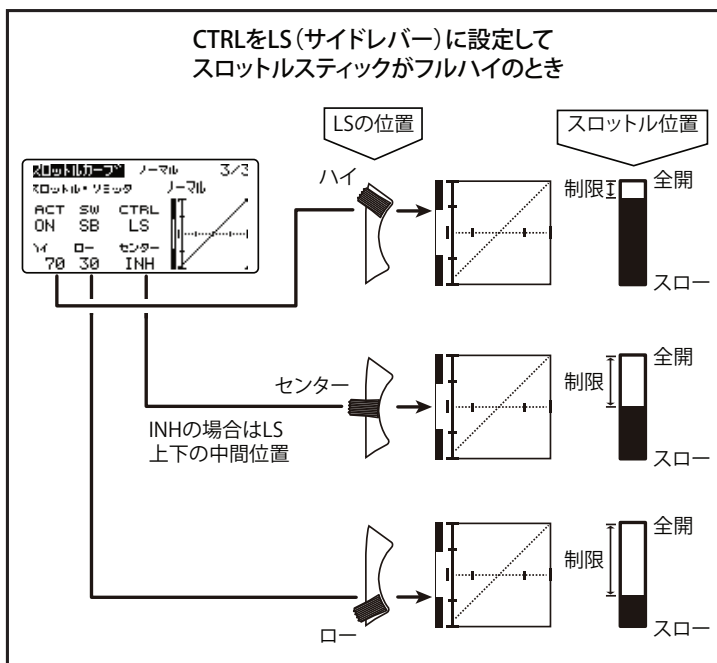 CTRLをLS（サイドレバー）に設定して
スロットルスティックがフルハイのとき
LSの位置
スロットル位置
スロットルカーブ ノーマル 3/3
スロットル・リミッタ ノーマル
ACT SW CTRL
ON SB LS
ハイ ロー センター
70 30 INH
ハイ
制限
全開
スロー
センター
INHの場合はLS
上下の中間位置
制限
全開
スロー
ロー
制限
全開
スロー